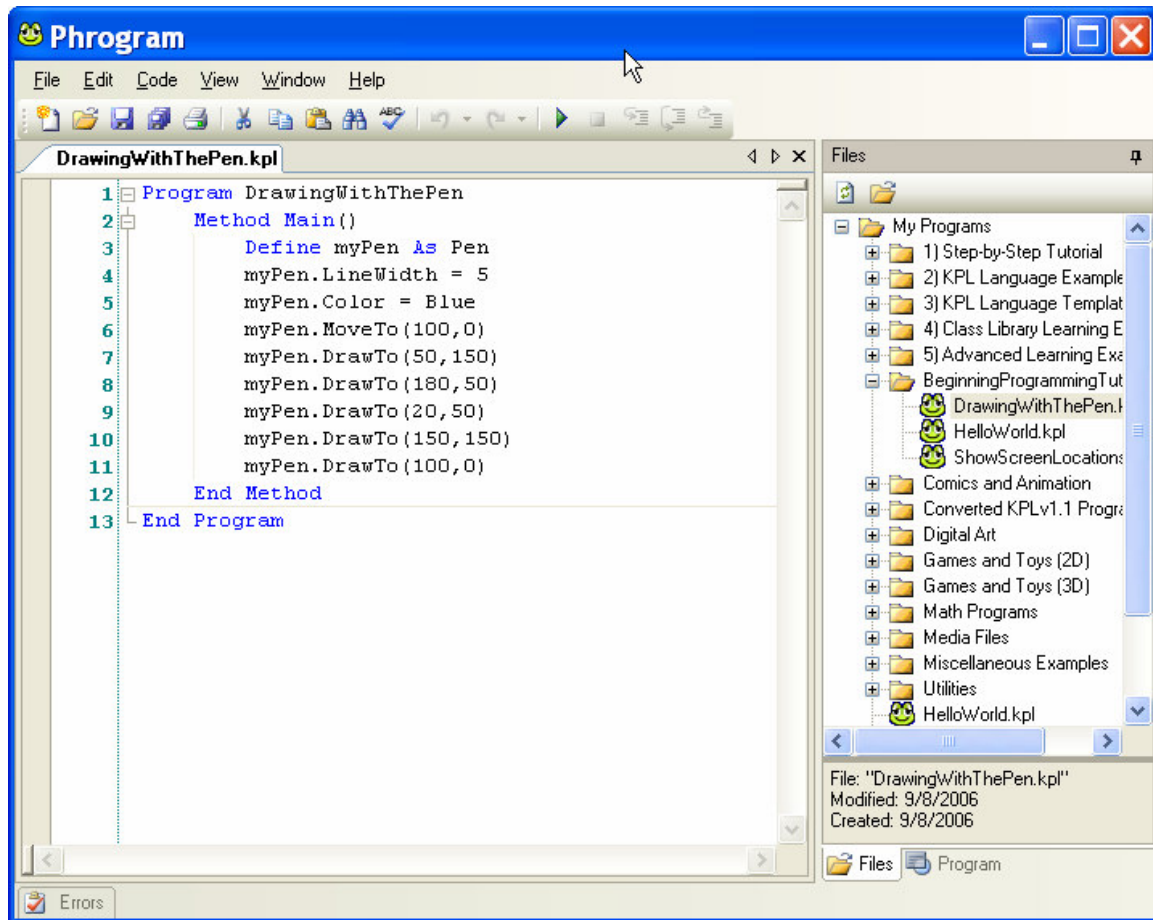 Phrogram
File Edit Code View Window Help
ABC
DrawingWithThePen.kpl
1 Program DrawingWithThePen
2 Method Main()
3 Define myPen As Pen
4 myPen.LineWidth = 5
5 myPen.Color = Blue
6 myPen.MoveTo(100,0)
7 myPen.DrawTo(50,150)
8 myPen.DrawTo(180,50)
9 myPen.DrawTo(20,50)
10 myPen.DrawTo(150,150)
11 myPen.DrawTo(100,0)
12 End Method
13 End Program
Files
My Programs
1) Step-by-Step Tutorial
2) KPL Language Example
3) KPL Language Templat
4) Class Library Learning E
5) Advanced Learning Exa
BeginningProgrammingTut
DrawingWithThePen.k
HelloWorld.kpl
ShowScreenLocations
Comics and Animation
Converted KPLv1.1 Progra
Digital Art
Games and Toys (2D)
Games and Toys (3D)
Math Programs
Media Files
Miscellaneous Examples
Utilities
HelloWorld.kpl
File: "DrawingWithThePen.kpl"
Modified: 9/8/2006
Created: 9/8/2006
Files Program
Errors